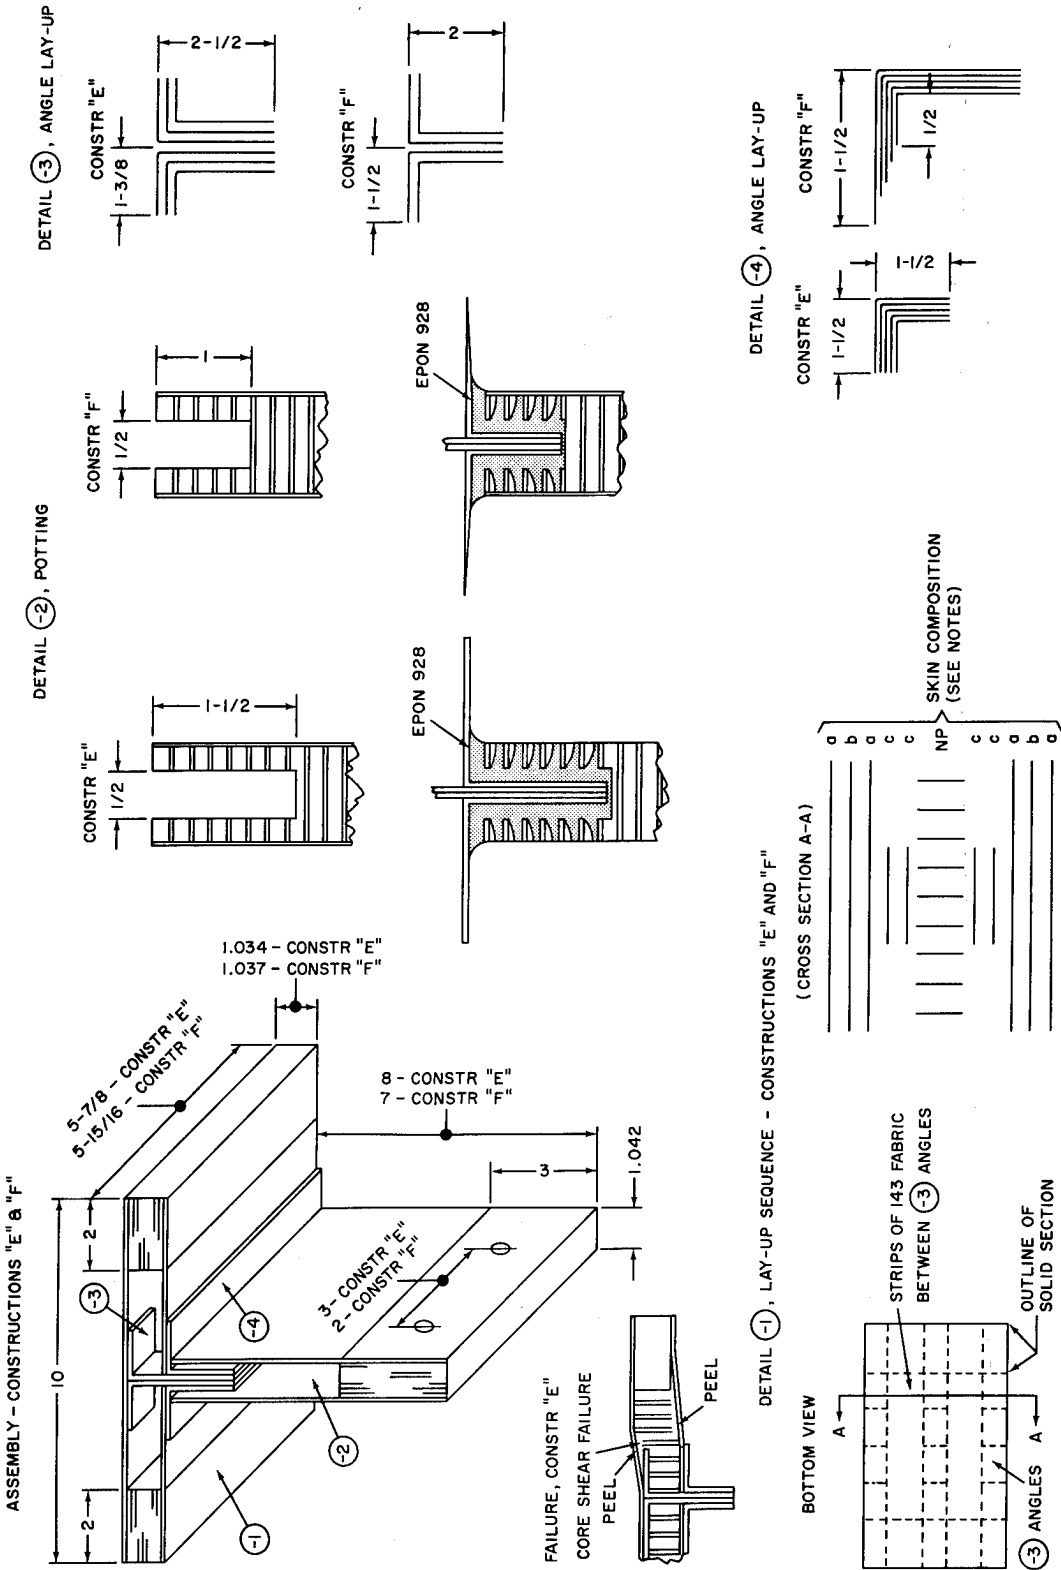 ASSEMBLY - CONSTRUCTIONS "E" & "F"
10
2
2
-3
-4
-1
-2
5-7/8 - CONSTR "E"
5-15/16 - CONSTR "F"
1.034 - CONSTR "E"
1.037 - CONSTR "F"
8 - CONSTR "E"
7 - CONSTR "F"
3
1.042
3 - CONSTR "E"
2 - CONSTR "F"
FAILURE, CONSTR "E"
CORE SHEAR FAILURE
PEEL
PEEL
DETAIL -2, POTTING
CONSTR "E"
1/2
1-1/2
CONSTR "F"
1/2
1
EPON 928
EPON 928
DETAIL -3, ANGLE LAY-UP
CONSTR "E"
1-3/8
2-1/2
CONSTR "F"
1-1/2
2
DETAIL -4, ANGLE LAY-UP
CONSTR "E"
1-1/2
1-1/2
CONSTR "F"
1-1/2
1/2
DETAIL -1, LAY-UP SEQUENCE - CONSTRUCTIONS "E" AND "F"
BOTTOM VIEW
A
A
STRIPS OF 143 FABRIC
BETWEEN -3 ANGLES
OUTLINE OF
SOLID SECTION
-3 ANGLES
(CROSS SECTION A-A)
a
b
a
c
c
NP
c
c
a
b
a
SKIN COMPOSITION
(SEE NOTES)